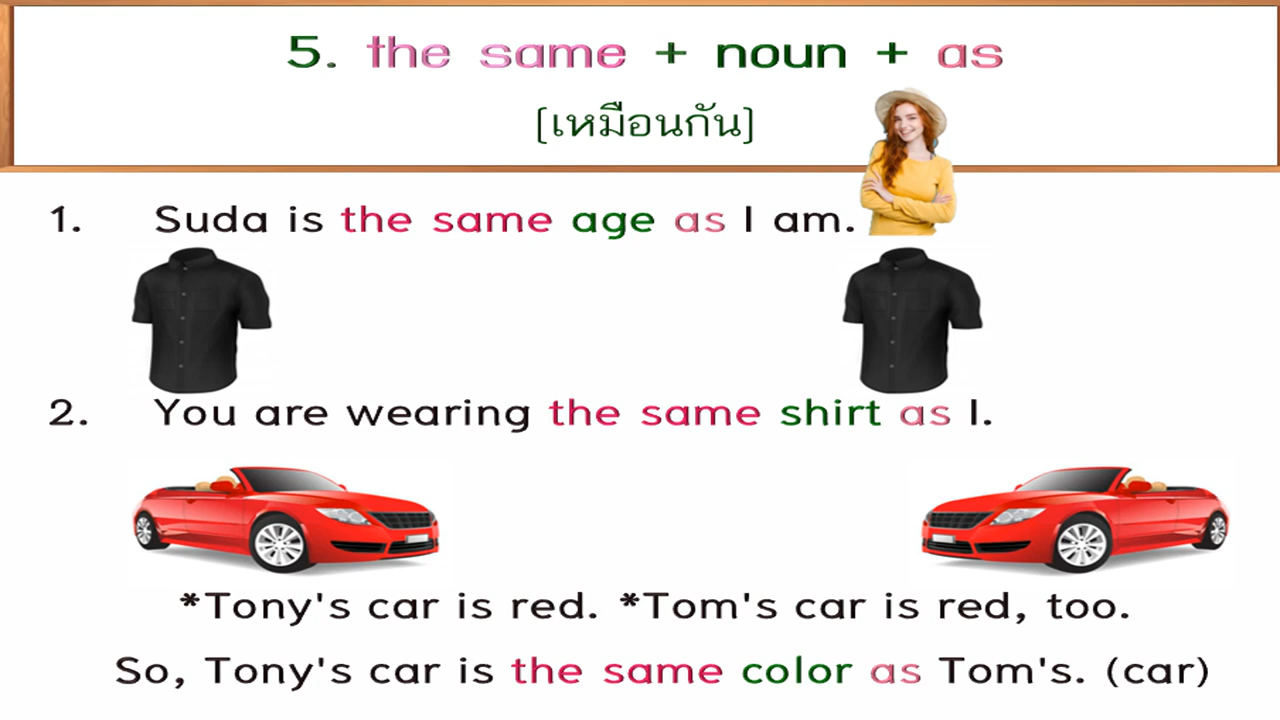 5. the same + noun + as
[เหมือนกัน]
1. Suda is the same age as I am.
2. You are wearing the same shirt as I.
*Tony's car is red. *Tom's car is red, too.
So, Tony's car is the same color as Tom's. (car)